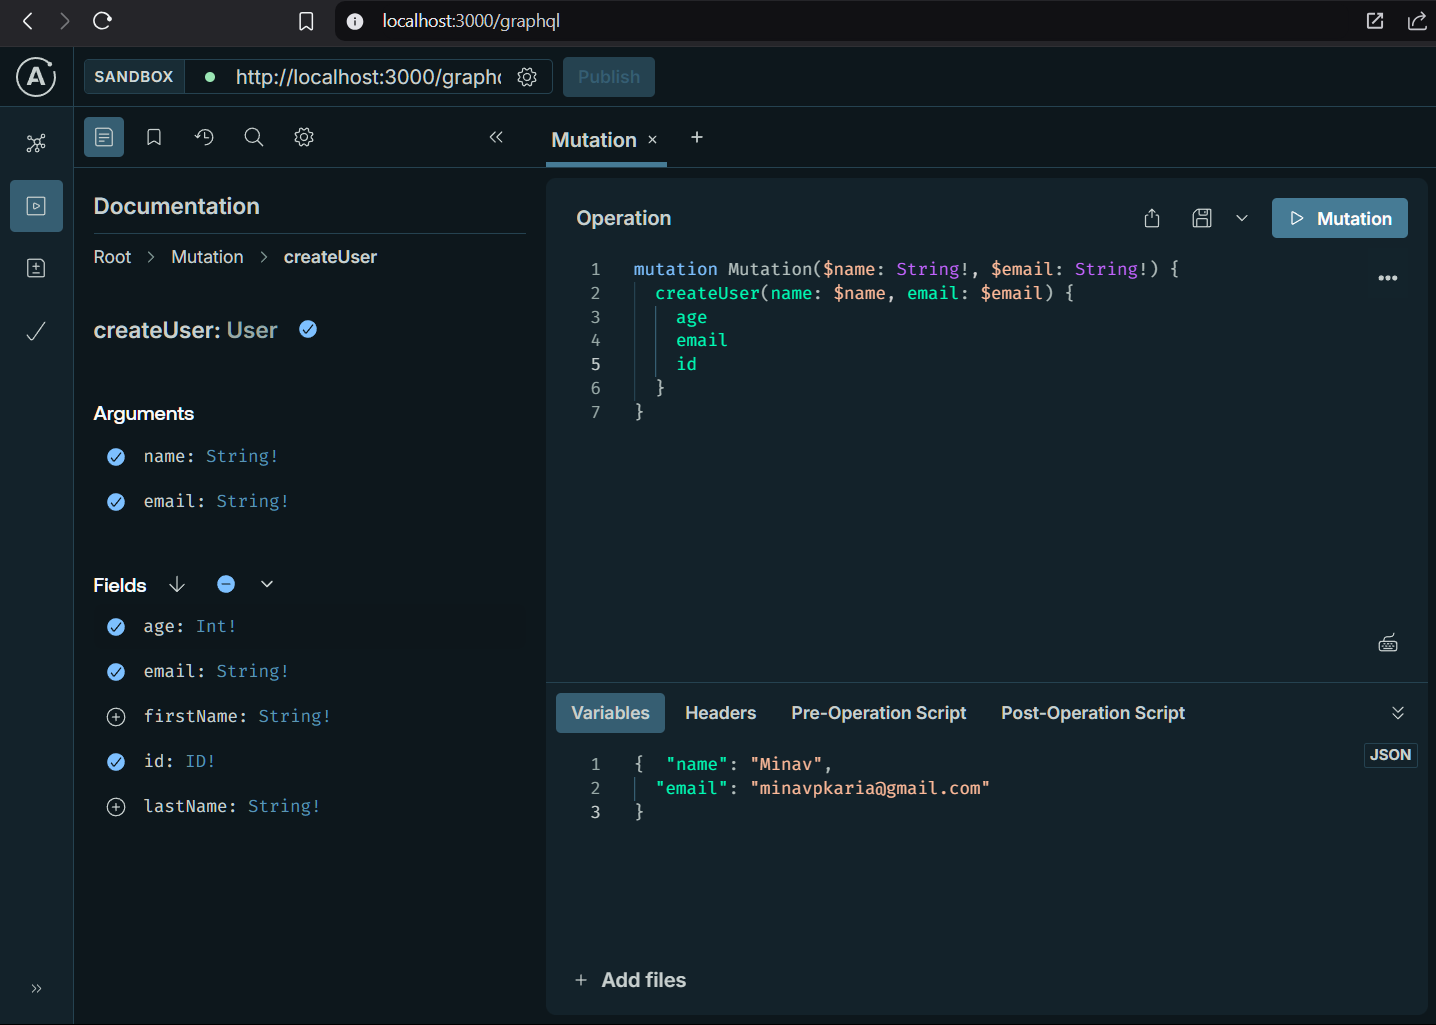 localhost:3000/graphql
SANDBOX
http://localhost:3000/graphq
Publish
Mutation
Documentation
Root > Mutation > createUser
createUser: User
Arguments
name: String!
email: String!
Fields
age: Int!
email: String!
firstName: String!
id: ID!
lastName: String!
Operation
Mutation
1 mutation Mutation($name: String!, $email: String!) {
2 createUser(name: $name, email: $email) {
3 age
4 email
5 id
6 }
7 }
Variables Headers Pre-Operation Script Post-Operation Script
JSON
1 { "name": "Minav",
2 "email": "minavpkaria@gmail.com"
3 }
+ Add files